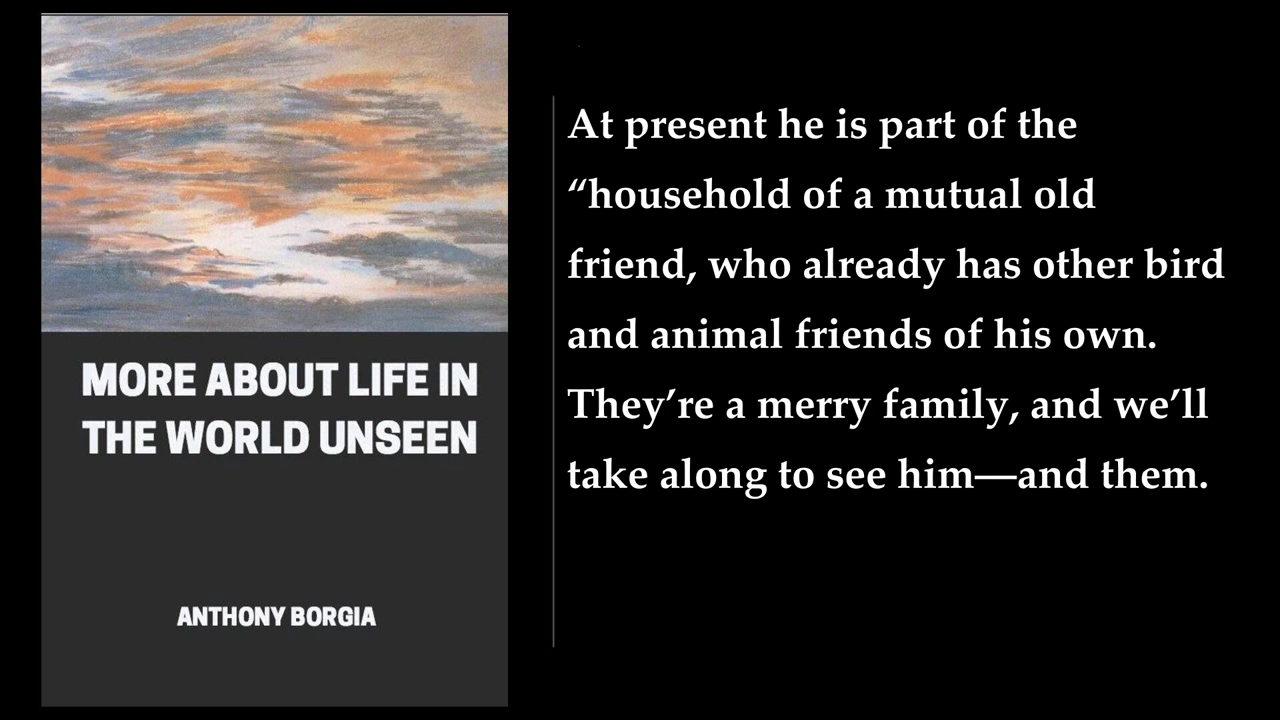 MORE ABOUT LIFE IN
THE WORLD UNSEEN
ANTHONY BORGIA
At present he is part of the
“household of a mutual old
friend, who already has other bird
and animal friends of his own.
They’re a merry family, and we’ll
take along to see him—and them.